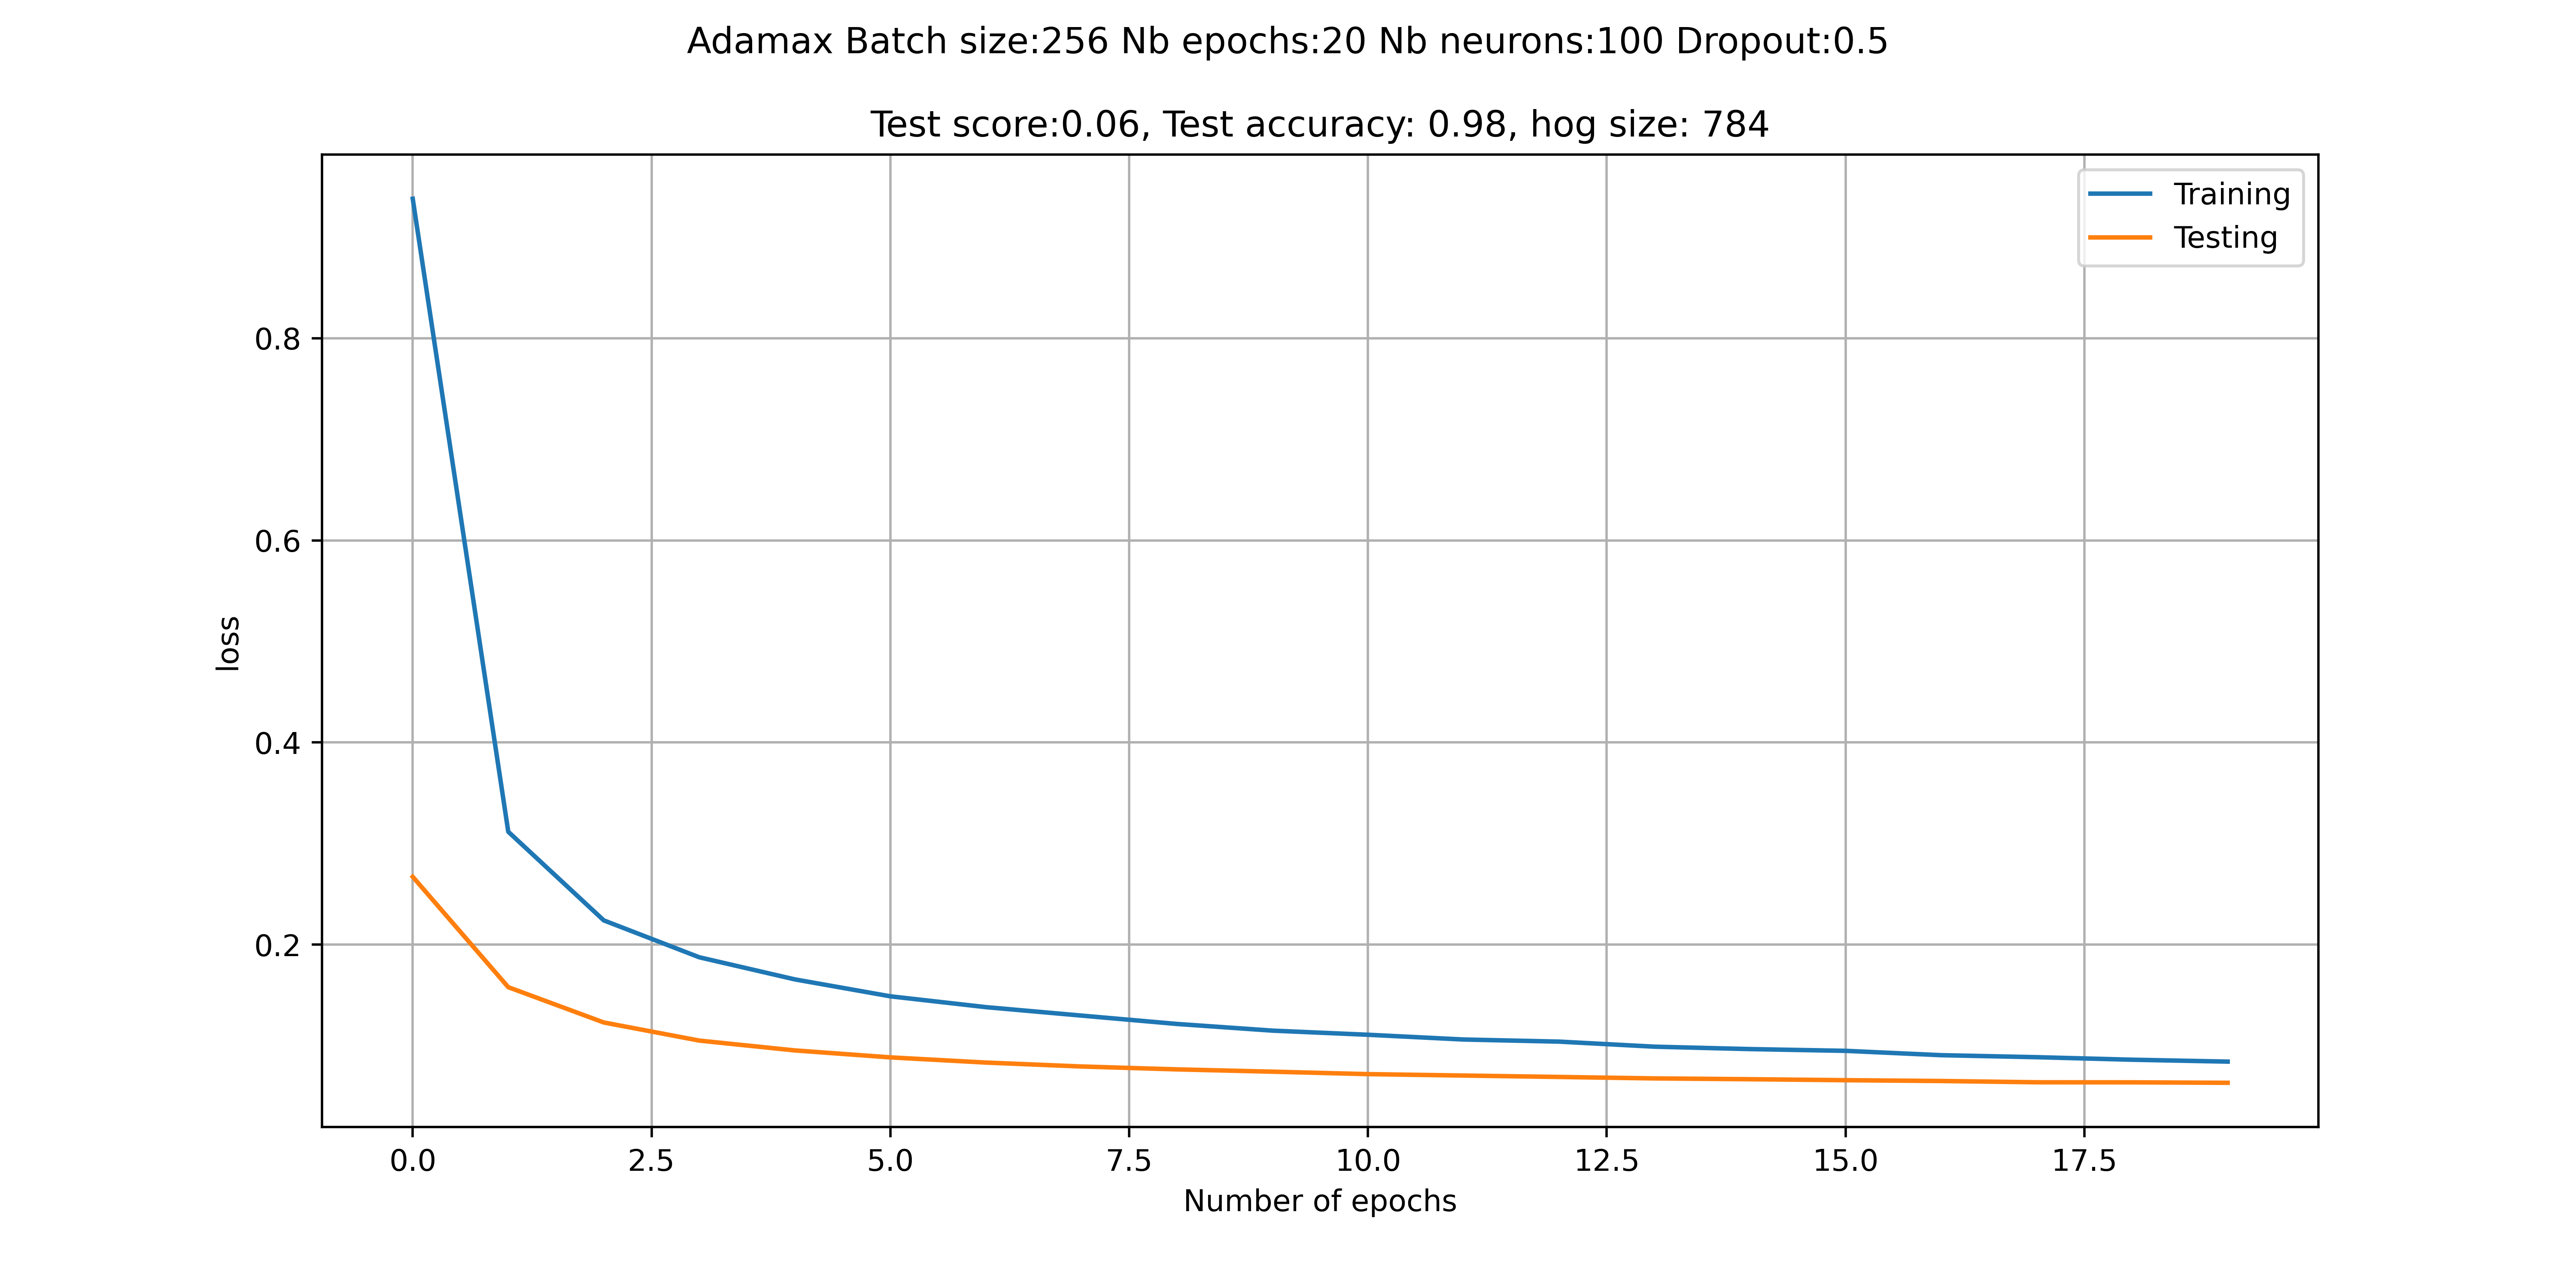 Adamax Batch size:256 Nb epochs:20 Nb neurons:100 Dropout:0.5
Test score:0.06, Test accuracy: 0.98, hog size: 784
Training
Testing
0.8
0.6
0.4
0.2
loss
0.0 2.5 5.0 7.5 10.0 12.5 15.0 17.5
Number of epochs